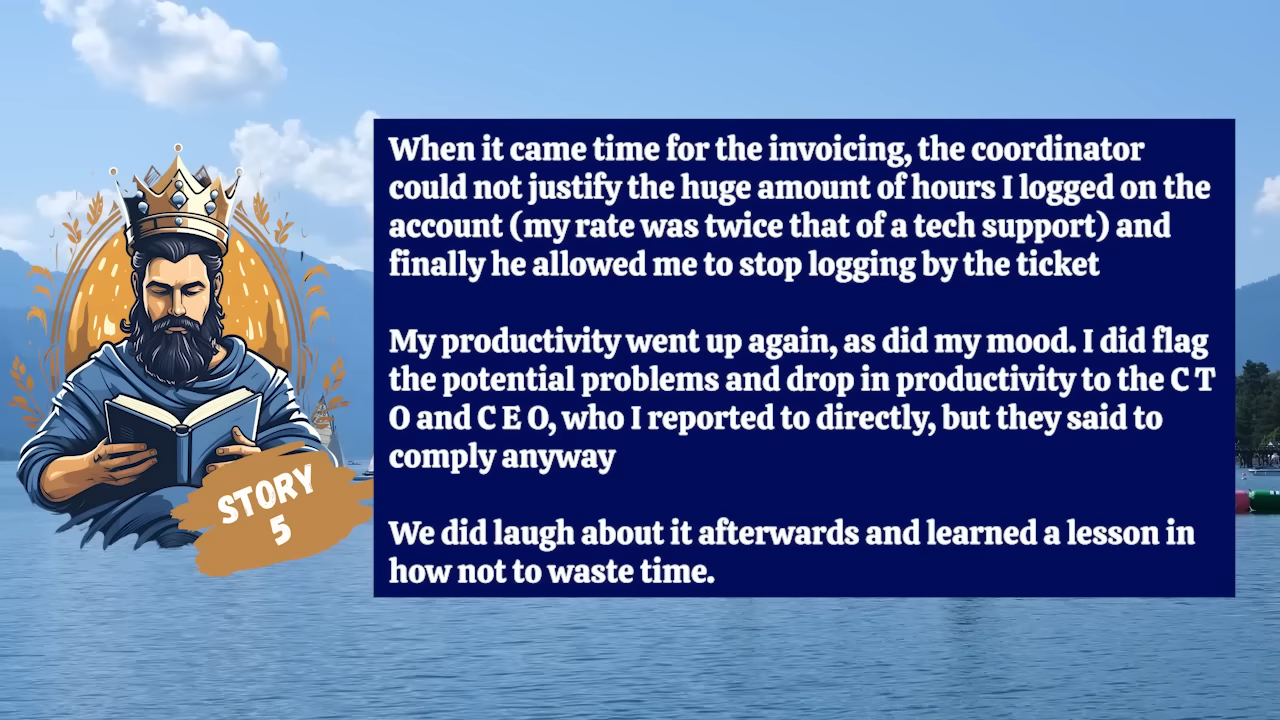 When it came time for the invoicing, the coordinator
could not justify the huge amount of hours I logged on the
account (my rate was twice that of a tech support) and
finally he allowed me to stop logging by the ticket
My productivity went up again, as did my mood. I did flag
the potential problems and drop in productivity to the C T
O and C E O, who I reported to directly, but they said to
comply anyway
We did laugh about it afterwards and learned a lesson in
how not to waste time.
STORY
5